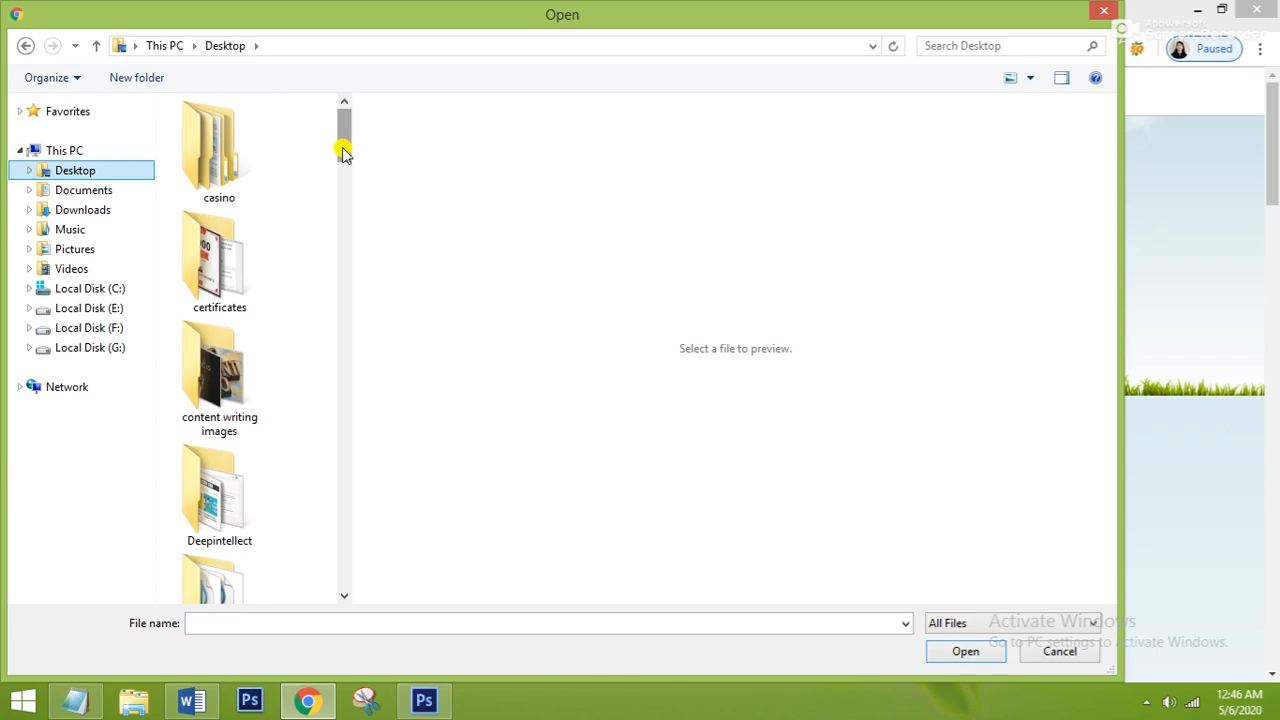 Open
This PC
Desktop
Search Desktop
Paused
Organize
New folder
Favorites
This PC
Desktop
Documents
Downloads
Music
Pictures
Videos
Local Disk (C:)
Local Disk (E:)
Local Disk (F:)
Local Disk (G:)
Network
casino
certificates
content writing
images
Deepintellect
Select a file to preview.
File name:
All Files
Open
Cancel
Activate Windows
Go to PC settings to activate Windows.
12:46 AM
5/6/2020